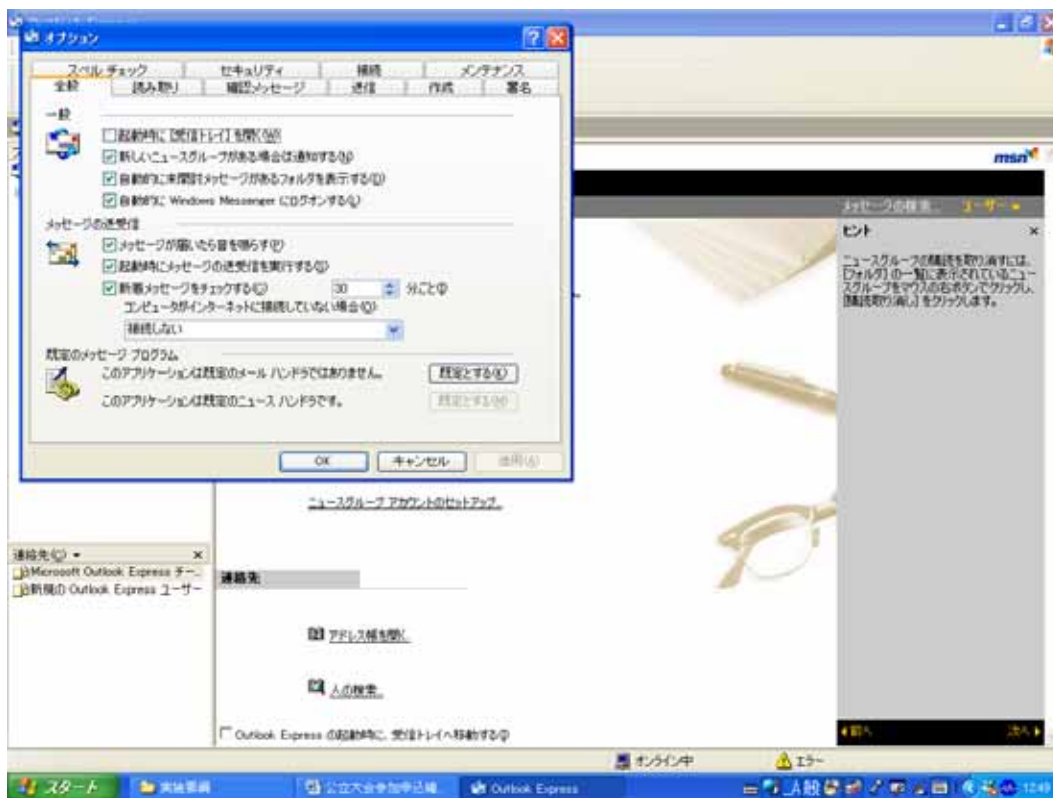 オプション
スペル チェック セキュリティ 接続 メンテナンス
全般 読み取り 確認メッセージ 送信 作成 署名
一般
起動時に [受信トレイ] を開く(W)
新しいニュースグループがある場合は通知する(N)
自動的に未開封メッセージがあるフォルダを表示する(D)
自動的に Windows Messenger にログオンする(L)
メッセージの送受信
メッセージが届いたら音を鳴らす(P)
起動時にメッセージの送受信を実行する(S)
新着メッセージをチェックする(C) 30 分ごと(I)
コンピュータがインターネットに接続していない場合(O)
接続しない
既定のメッセージ プログラム
このアプリケーションは既定のメール ハンドラではありません。 既定とする(K)
このアプリケーションは既定のニュース ハンドラです。 既定とする(M)
OK キャンセル 適用(A)
msn
メッセージの検索... ユーザー
ヒント ×
ニュースグループの購読を取り消すには、
[フォルダ] の一覧に表示されているニュー
スグループをマウスの右ボタンでクリックし、
[購読取り消し] をクリックします。
ニュースグループ アカウントのセットアップ...
連絡先(C) ×
Microsoft Outlook Express チー...
新規の Outlook Express ユーザー
連絡先
アドレス帳を開く...
人の検索...
Outlook Express の起動時に、受信トレイへ移動する(I)
前へ 次へ
オンライン中 エラー
スタート 実施要綱 公立大会参加申込編... Outlook Express A 般 12:49